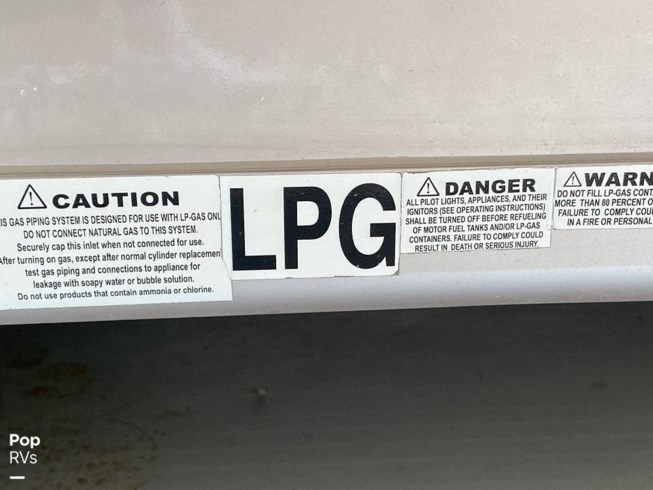 CAUTION
GAS PIPING SYSTEM IS DESIGNED FOR USE WITH LP-GAS
DO NOT CONNECT NATURAL GAS TO THIS SYSTEM.
Securely cap this inlet when not connected for use.
After turning on gas, except after normal cylinder
test gas piping and connections to appliance for
leakage with soapy water or bubble solution.
Do not use products that contain ammonia or chlorine.
LPG
DANGER
ALL PILOT LIGHTS, APPLIANCES, AND THEIR
IGNITORS (SEE OPERATING INSTRUCTIONS)
SHALL BE TURNED OFF BEFORE REFUELING
OF MOTOR FUEL TANKS AND/OR LP-GAS
CONTAINERS. FAILURE TO COMPLY COULD
RESULT IN DEATH OR SERIOUS INJURY.
WARN
DO NOT FILL LP-GAS
MORE THAN 80 PERCENT
FAILURE TO COMPLY
IN A FIRE OR PERSONAL
Pop
RVs